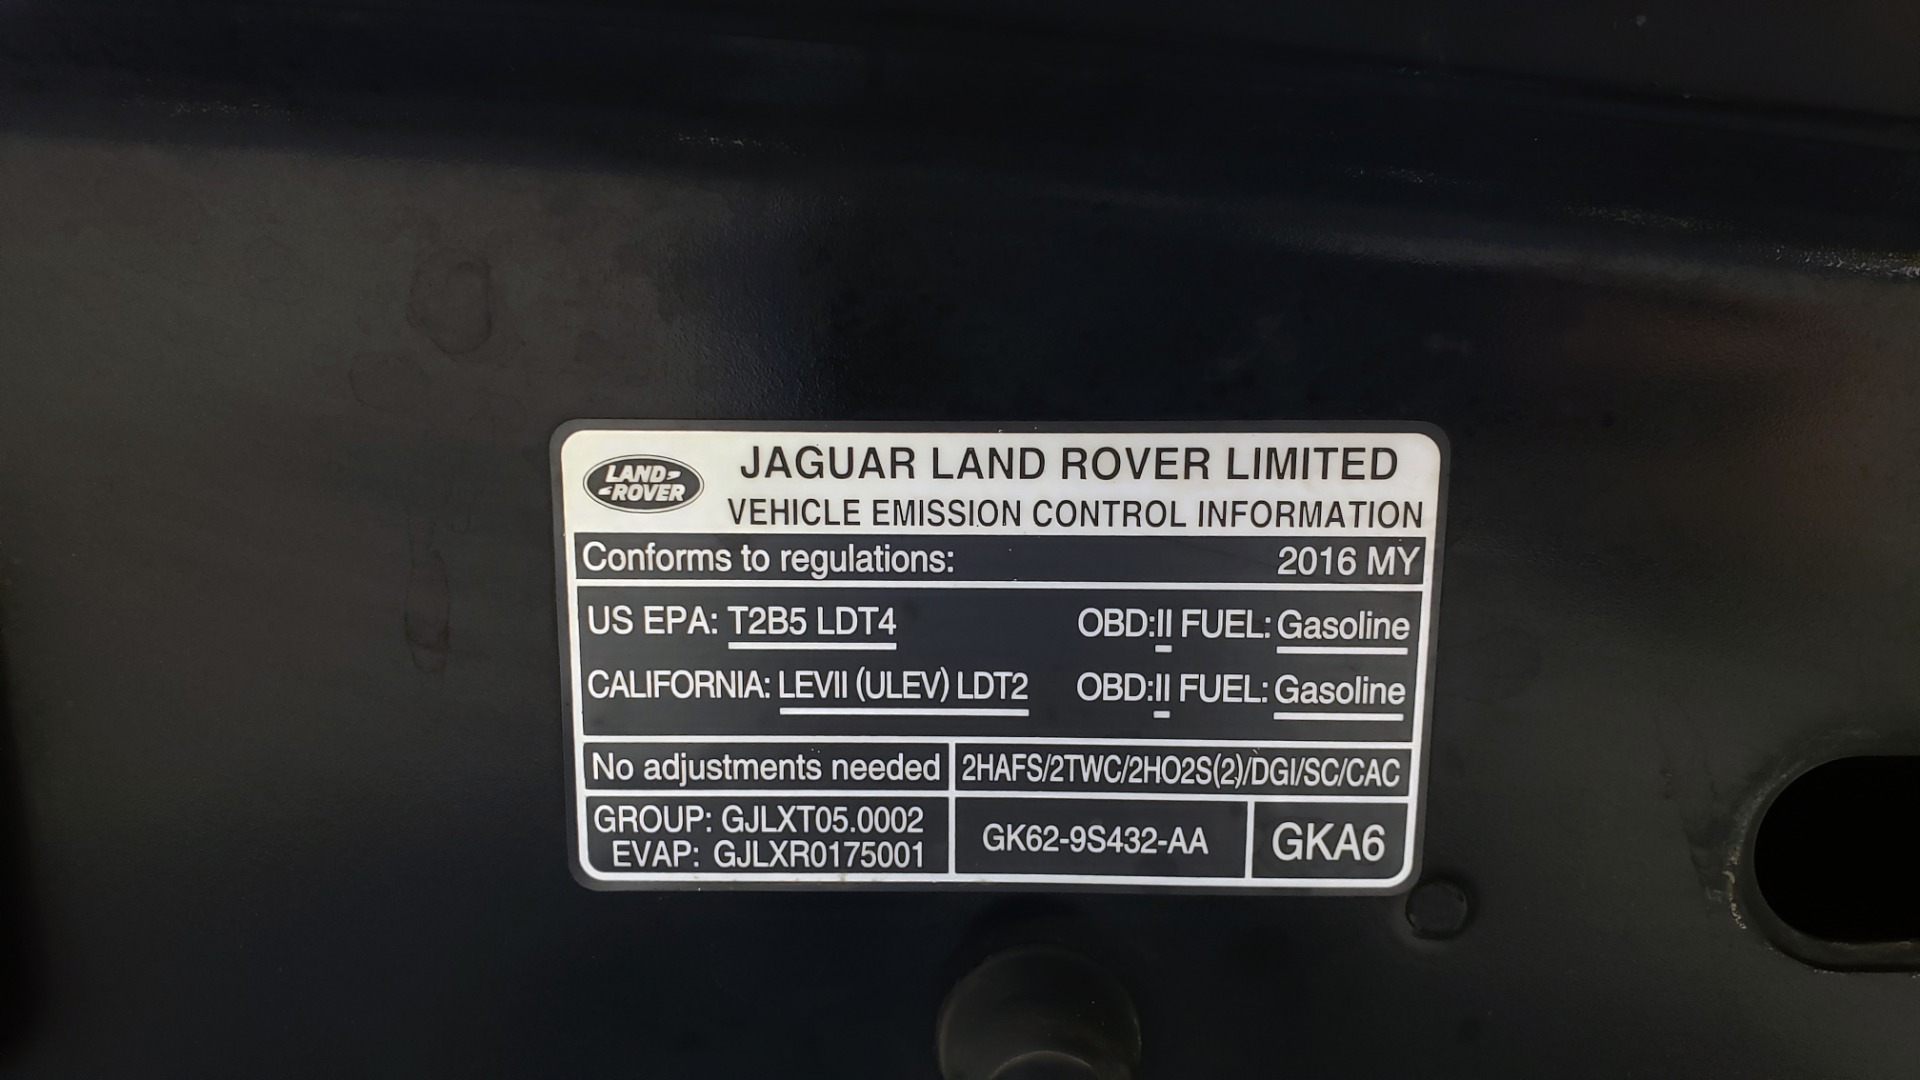 LAND
ROVER
JAGUAR LAND ROVER LIMITED
VEHICLE EMISSION CONTROL INFORMATION
Conforms to regulations: 2016 MY
US EPA: T2B5 LDT4 OBD:II FUEL: Gasoline
CALIFORNIA: LEVII (ULEV) LDT2 OBD:II FUEL: Gasoline
No adjustments needed 2HAFS/2TWC/2HO2S(2)/DGI/SC/CAC
GROUP: GJLXT05.0002
EVAP: GJLXR0175001
GK62-9S432-AA
GKA6